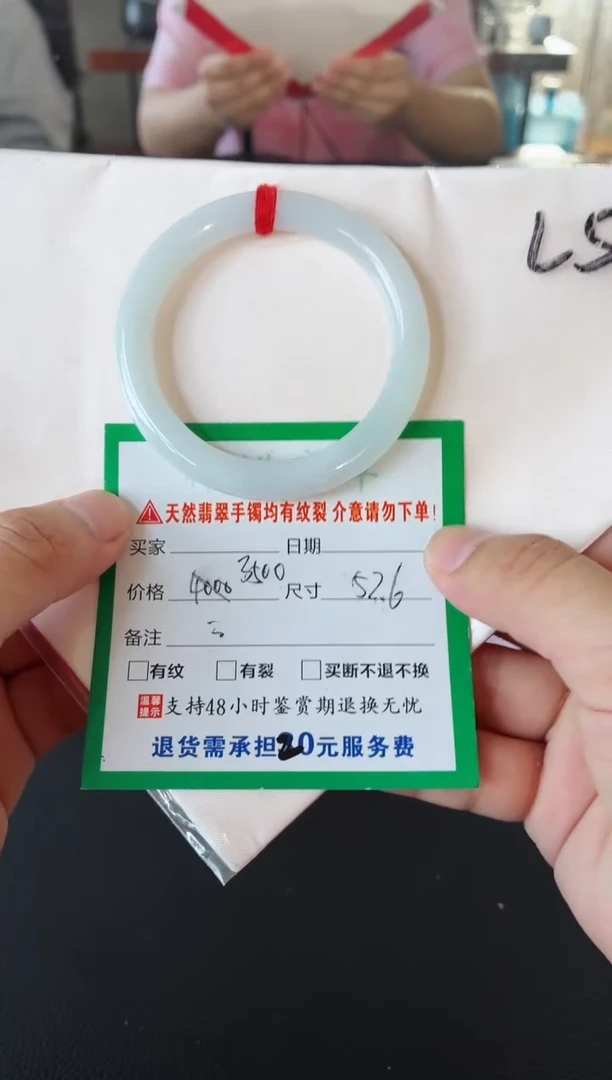 LS
天然翡翠手镯均有纹裂 介意请勿下单!
买家 日期
价格 4000 3500 尺寸 52.6
备注
有纹 有裂 买断不退不换
温馨提示 支持48小时鉴赏期退换无忧
退货需承担20元服务费